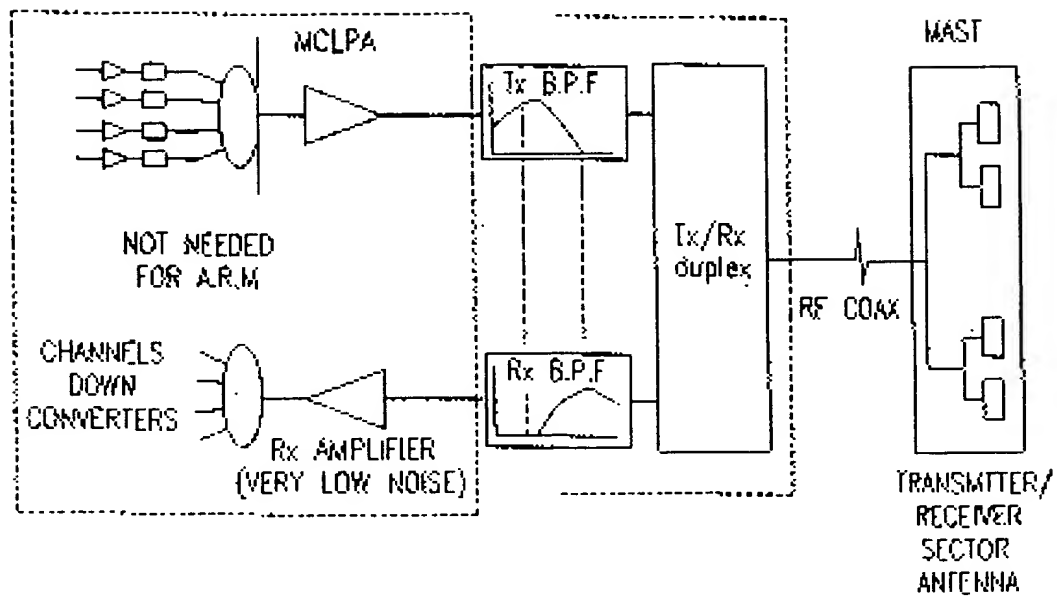 MCLPA
MAST
Tx B.P.F
NOT NEEDED
FOR A.R.M
Tx/Rx
duplex
RF COAX
CHANNELS
DOWN
CONVERTERS
Rx B.P.F
Rx AMPLIFIER
(VERY LOW NOISE)
TRANSMITTER/
RECEIVER
SECTOR
ANTENNA